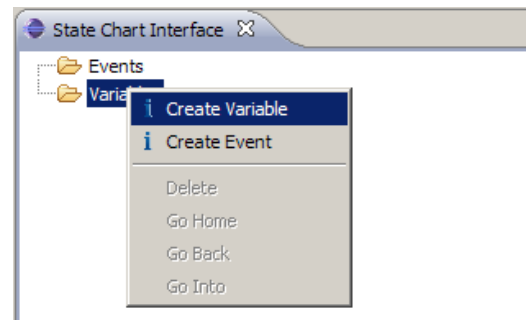 State Chart Interface
Events
Create Variable
Create Event
Delete
Go Home
Go Back
Go Into